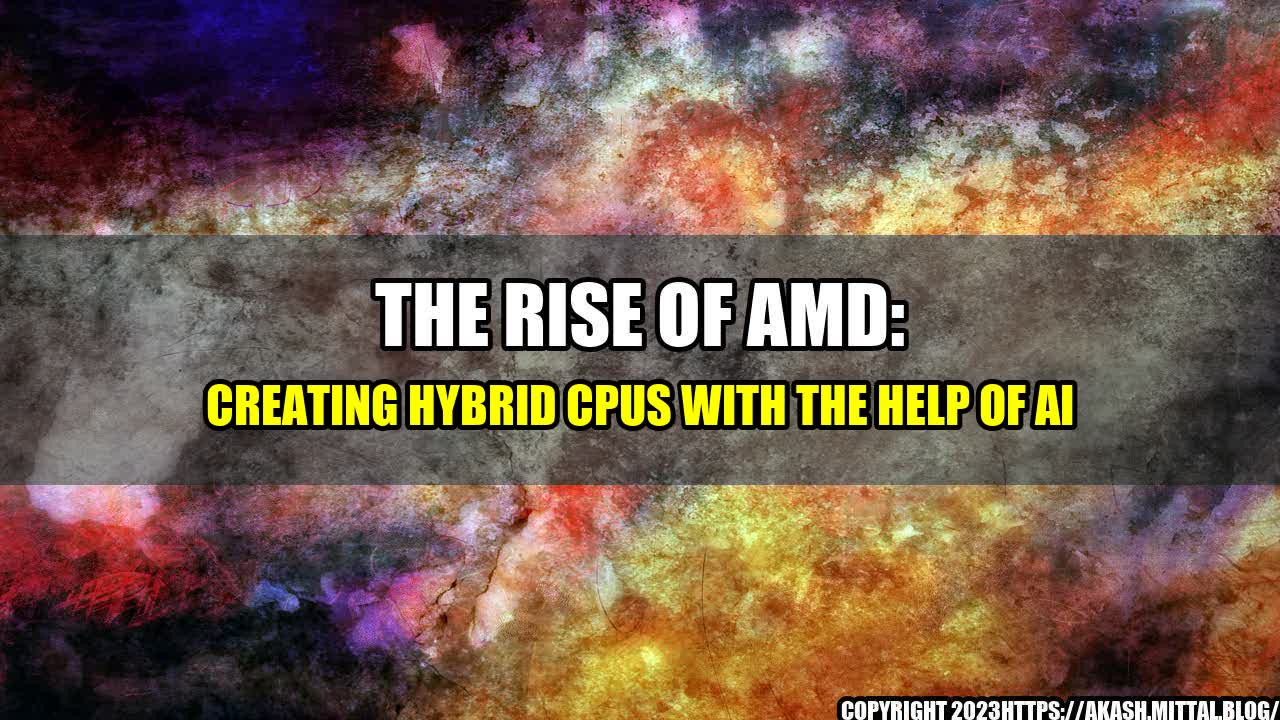 THE RISE OF AMD:
CREATING HYBRID CPUS WITH THE HELP OF AI
COPYRIGHT 2023HTTPS://AKASH.MITTAL.BLOG/